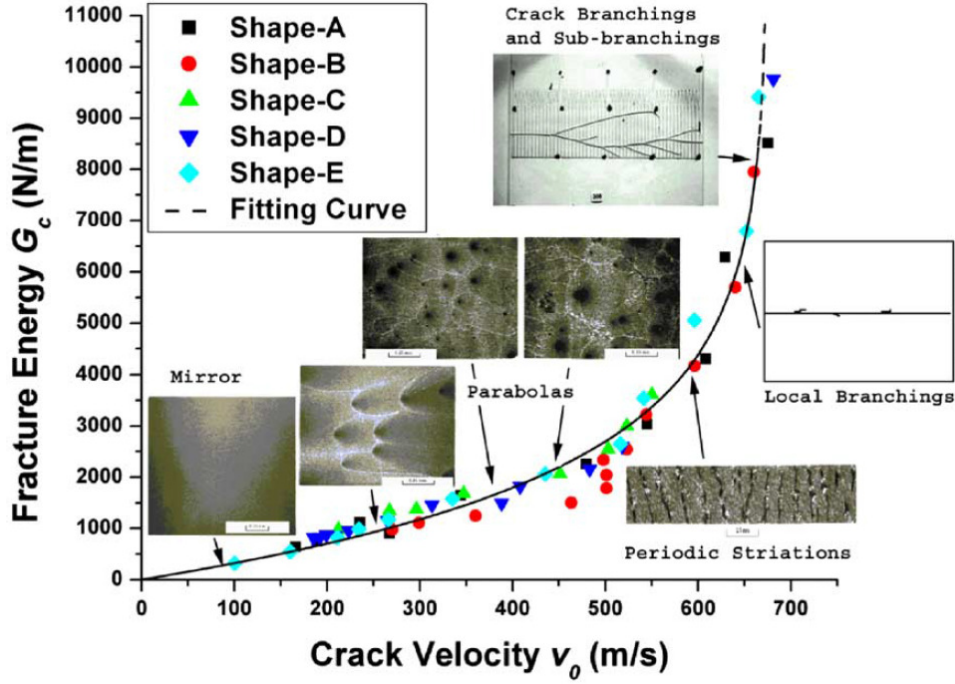 Crack Branchings
and Sub-branchings
Shape-A
Shape-B
Shape-C
Shape-D
Shape-E
Fitting Curve
11000
10000
9000
8000
7000
6000
5000
4000
3000
2000
1000
0
Fracture Energy G_c (N/m)
Mirror
Parabolas
Local Branchings
Periodic Striations
0
100
200
300
400
500
600
700
Crack Velocity v_0 (m/s)